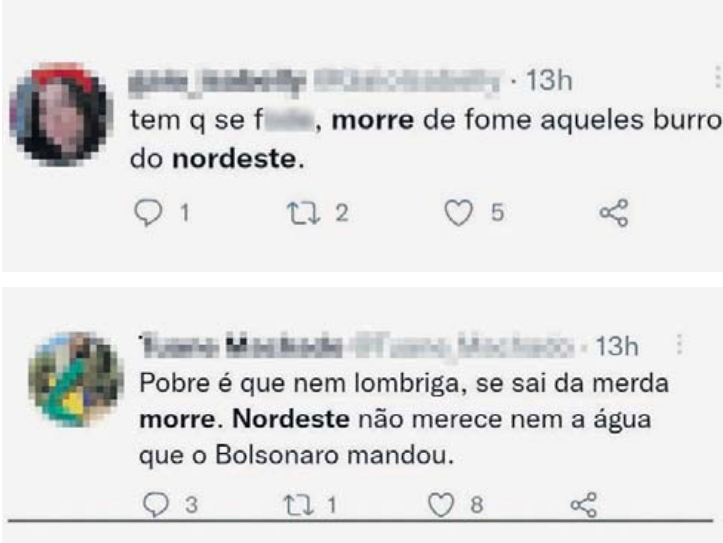 · 13h
tem q se f , morre de fome aqueles burro
do nordeste.
1 2 5
· 13h
Pobre é que nem lombriga, se sai da merda
morre. Nordeste não merece nem a água
que o Bolsonaro mandou.
3 1 8